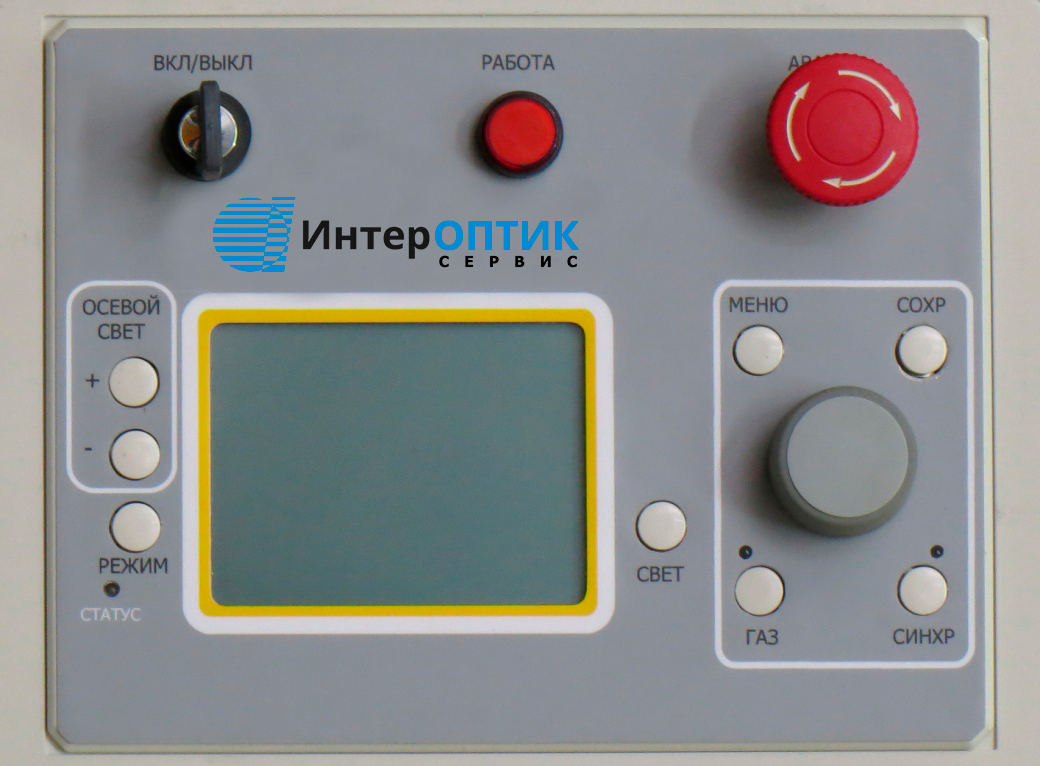 ВКЛ/ВЫКЛ
РАБОТА
ИнтерОПТИК
СЕРВИС
ОСЕВОЙ
СВЕТ
+
-
РЕЖИМ
СТАТУС
СВЕТ
МЕНЮ
СОХР
ГАЗ
СИНХР